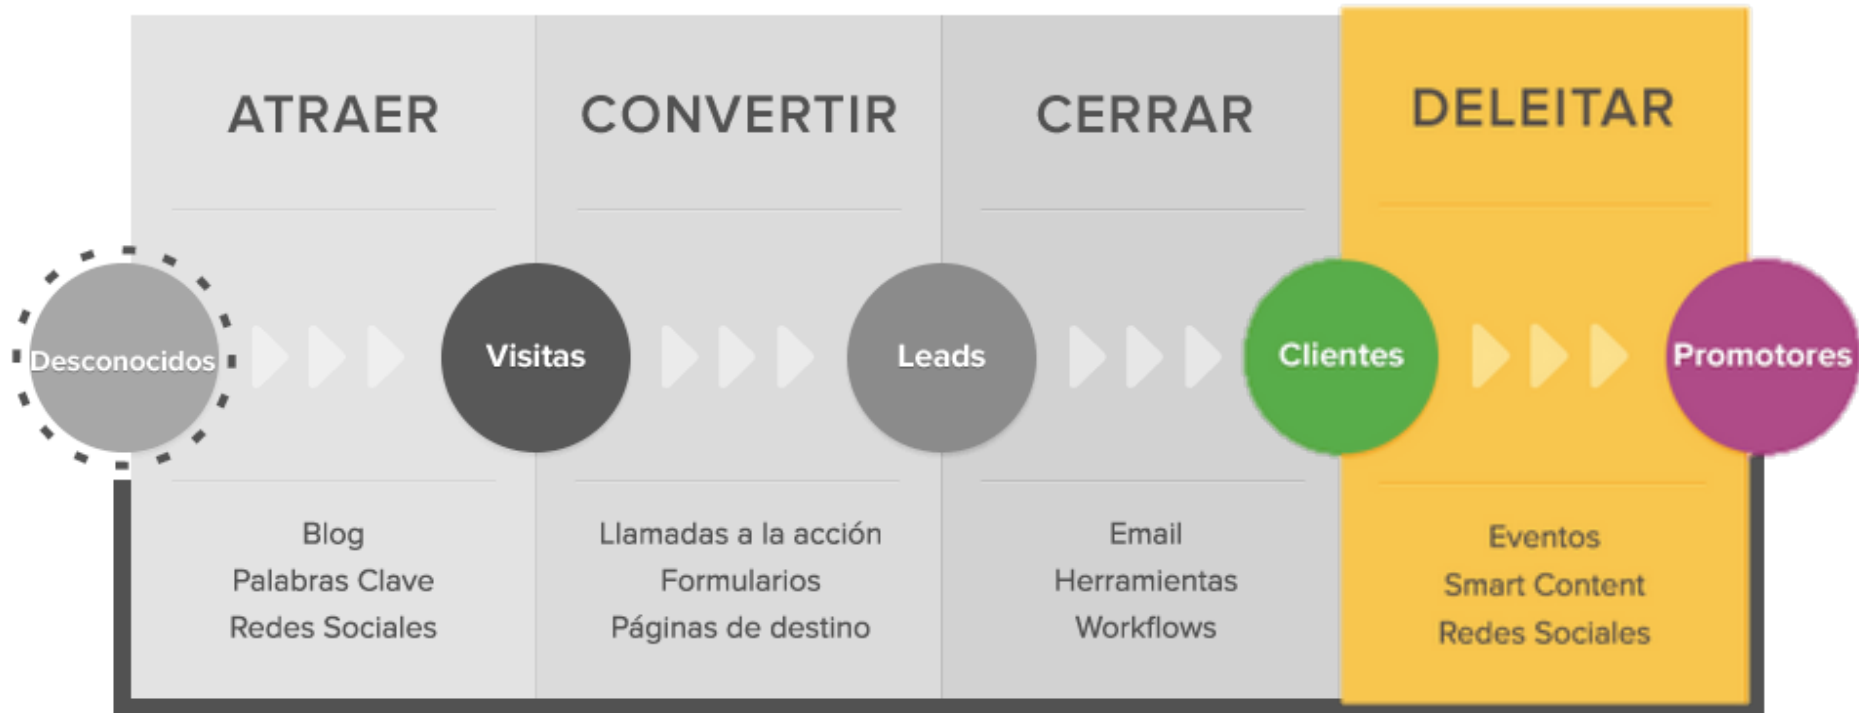 ATRAER
CONVERTIR
CERRAR
DELEITAR
Desconocidos
Visitas
Leads
Clientes
Promotores
Blog
Palabras Clave
Redes Sociales
Llamadas a la acción
Formularios
Páginas de destino
Email
Herramientas
Workflows
Eventos
Smart Content
Redes Sociales